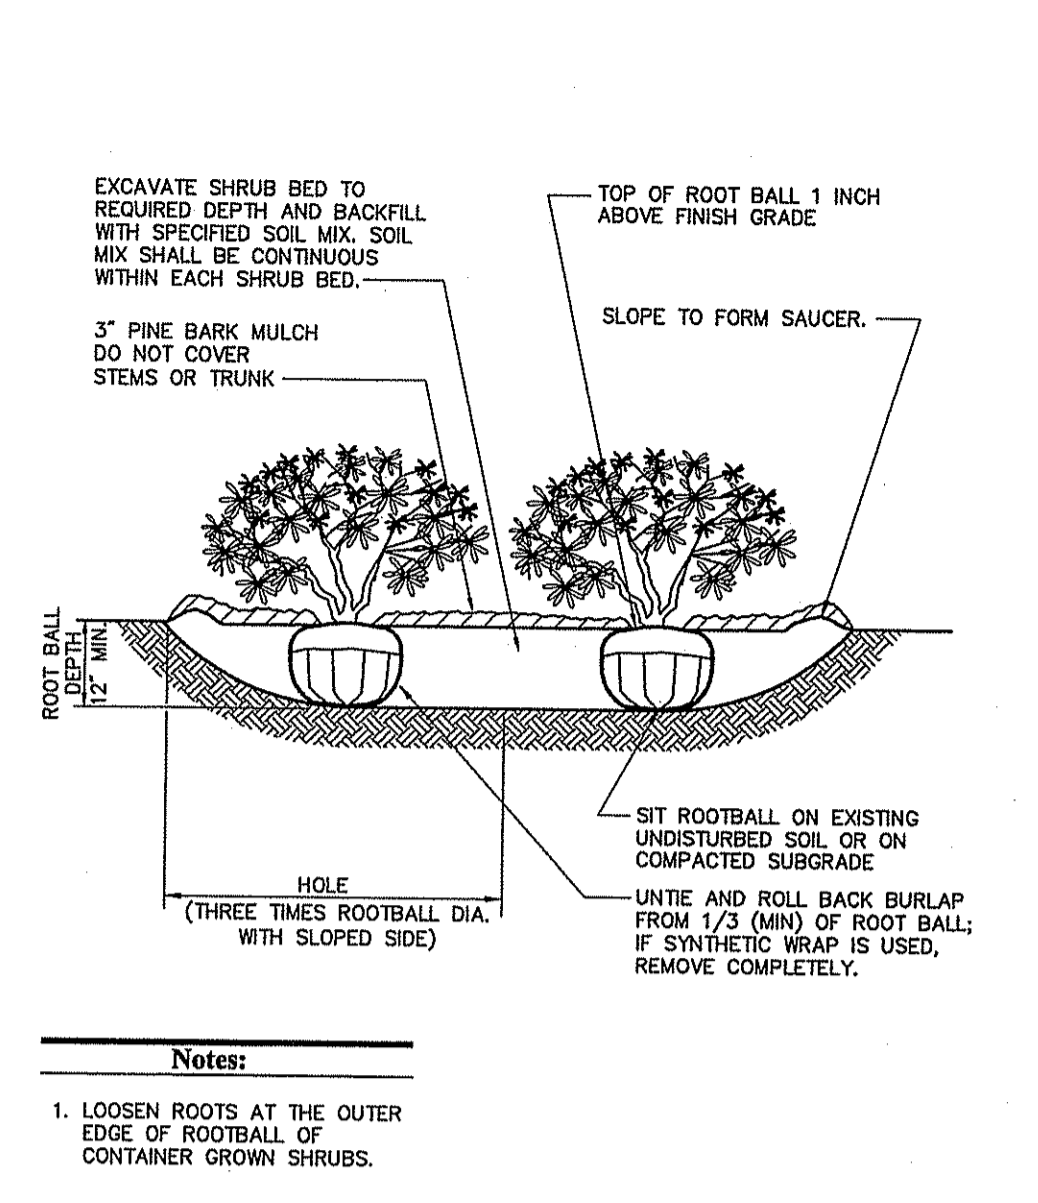 EXCAVATE SHRUB BED TO
REQUIRED DEPTH AND BACKFILL
WITH SPECIFIED SOIL MIX. SOIL
MIX SHALL BE CONTINUOUS
WITHIN EACH SHRUB BED.
3" PINE BARK MULCH
DO NOT COVER
STEMS OR TRUNK
TOP OF ROOT BALL 1 INCH
ABOVE FINISH GRADE
SLOPE TO FORM SAUCER.
ROOT BALL
DEPTH
12" MIN.
HOLE
(THREE TIMES ROOTBALL DIA.
WITH SLOPED SIDE)
SIT ROOTBALL ON EXISTING
UNDISTURBED SOIL OR ON
COMPACTED SUBGRADE
UNTIE AND ROLL BACK BURLAP
FROM 1/3 (MIN) OF ROOT BALL;
IF SYNTHETIC WRAP IS USED,
REMOVE COMPLETELY.
Notes:
1. LOOSEN ROOTS AT THE OUTER
EDGE OF ROOTBALL OF
CONTAINER GROWN SHRUBS.